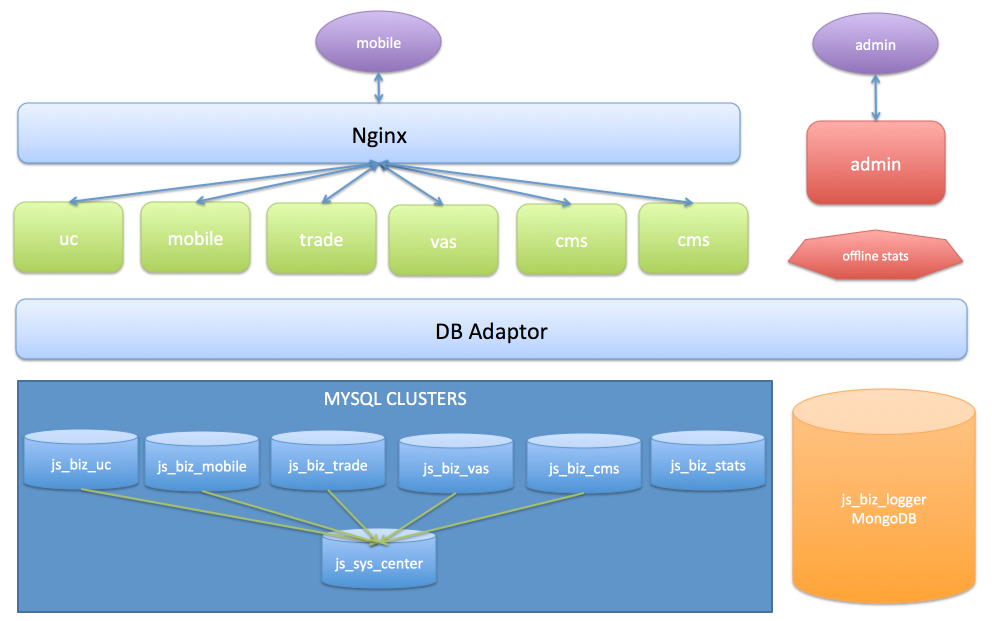 mobile
admin
Nginx
admin
uc
mobile
trade
vas
cms
cms
offline stats
DB Adaptor
MYSQL CLUSTERS
js_biz_uc
js_biz_mobile
js_biz_trade
js_biz_vas
js_biz_cms
js_biz_stats
js_biz_logger
MongoDB
js_sys_center